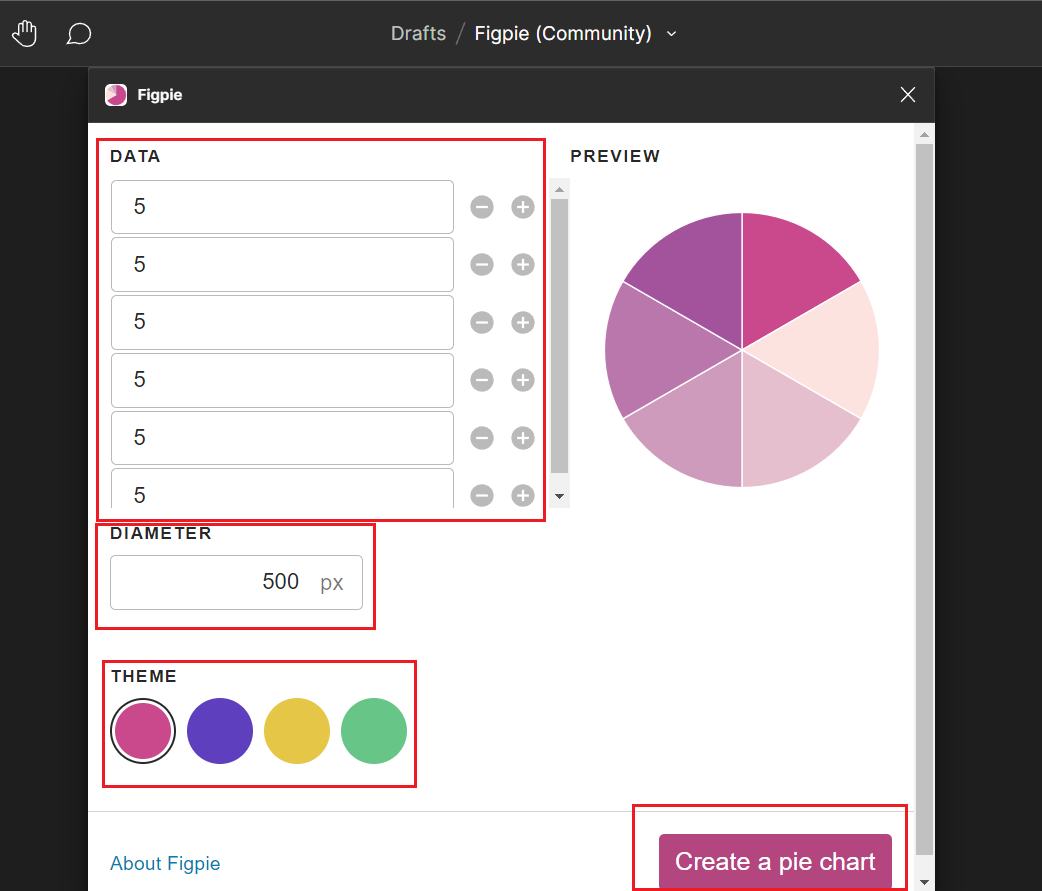 Drafts / Figpie (Community)
Figpie
DATA
PREVIEW
5
5
5
5
5
5
DIAMETER
500 px
THEME
About Figpie
Create a pie chart